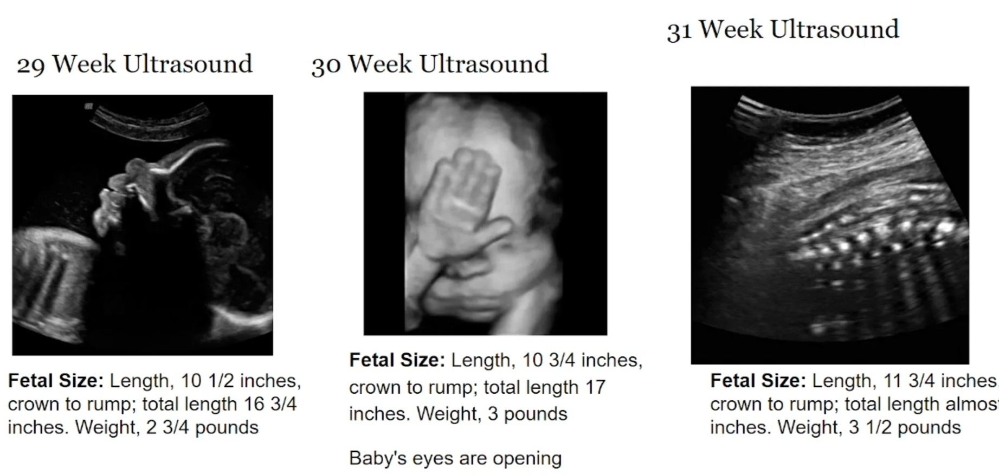 29 Week Ultrasound
Fetal Size: Length, 10 1/2 inches,
crown to rump; total length 16 3/4
inches. Weight, 2 3/4 pounds
30 Week Ultrasound
Fetal Size: Length, 10 3/4 inches,
crown to rump; total length 17
inches. Weight, 3 pounds
Baby's eyes are opening
31 Week Ultrasound
Fetal Size: Length, 11 3/4 inches,
crown to rump; total length almos
inches. Weight, 3 1/2 pounds